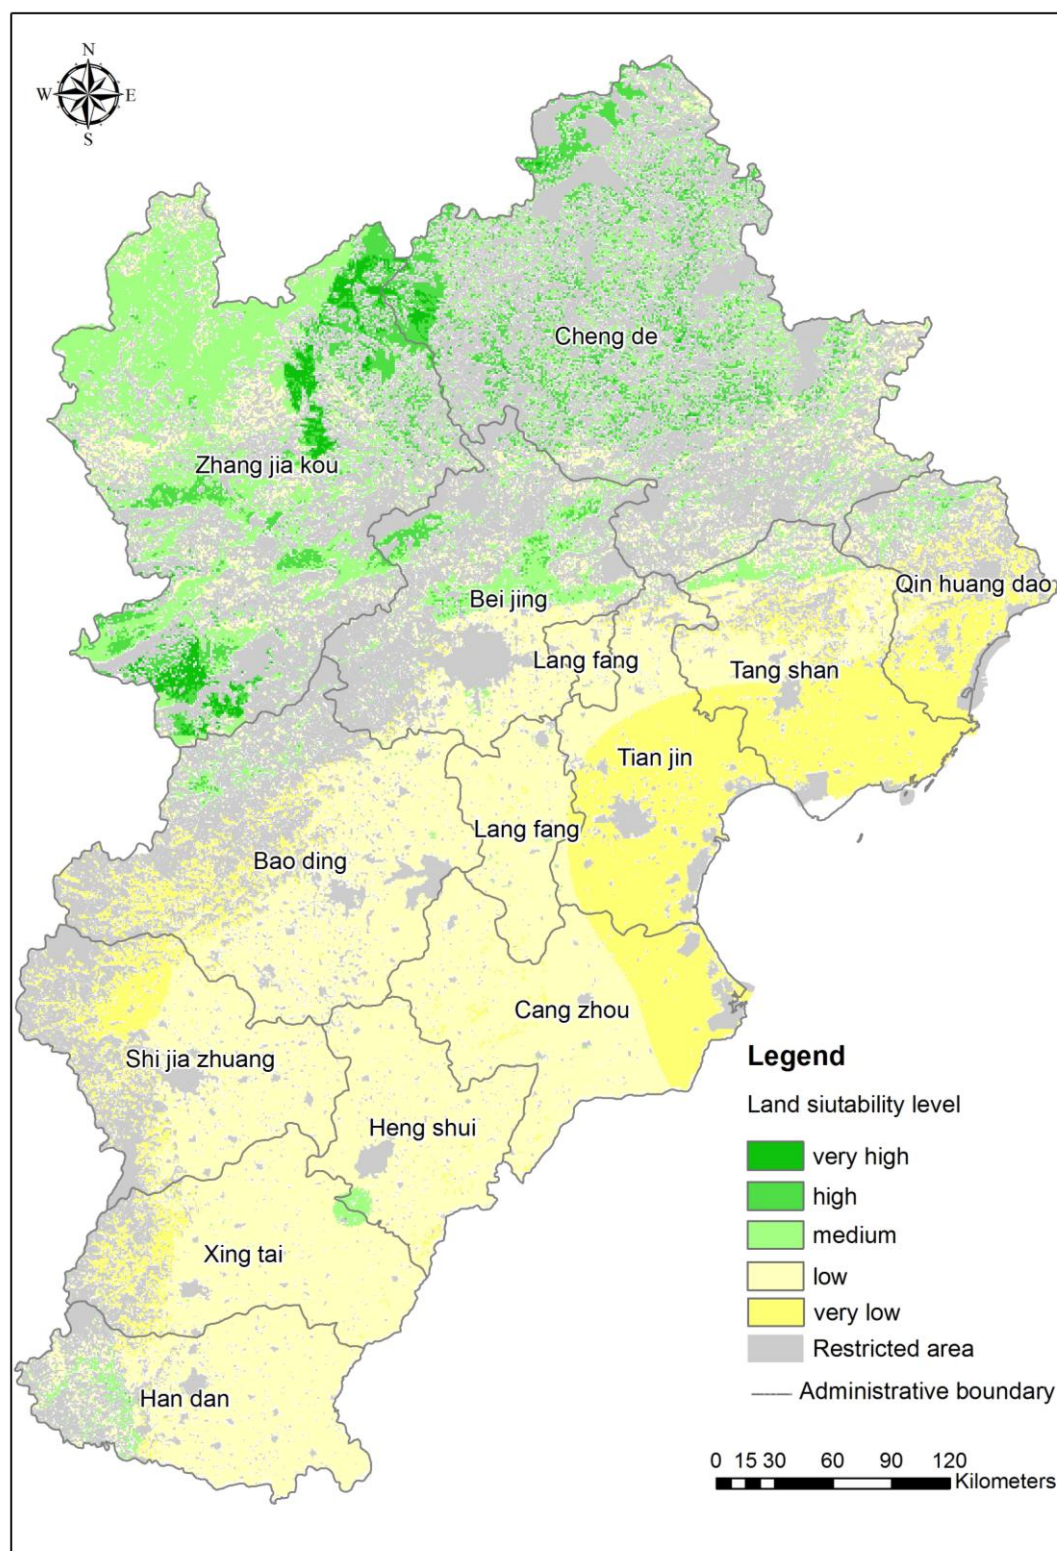 N
W E
S
Cheng de
Zhang jia kou
Qin huang dao
Bei jing
Lang fang
Tang shan
Tian jin
Lang fang
Bao ding
Cang zhou
Shi jia zhuang
Heng shui
Xing tai
Han dan
Legend
Land siutability level
very high
high
medium
low
very low
Restricted area
Administrative boundary
0 15 30 60 90 120
Kilometers